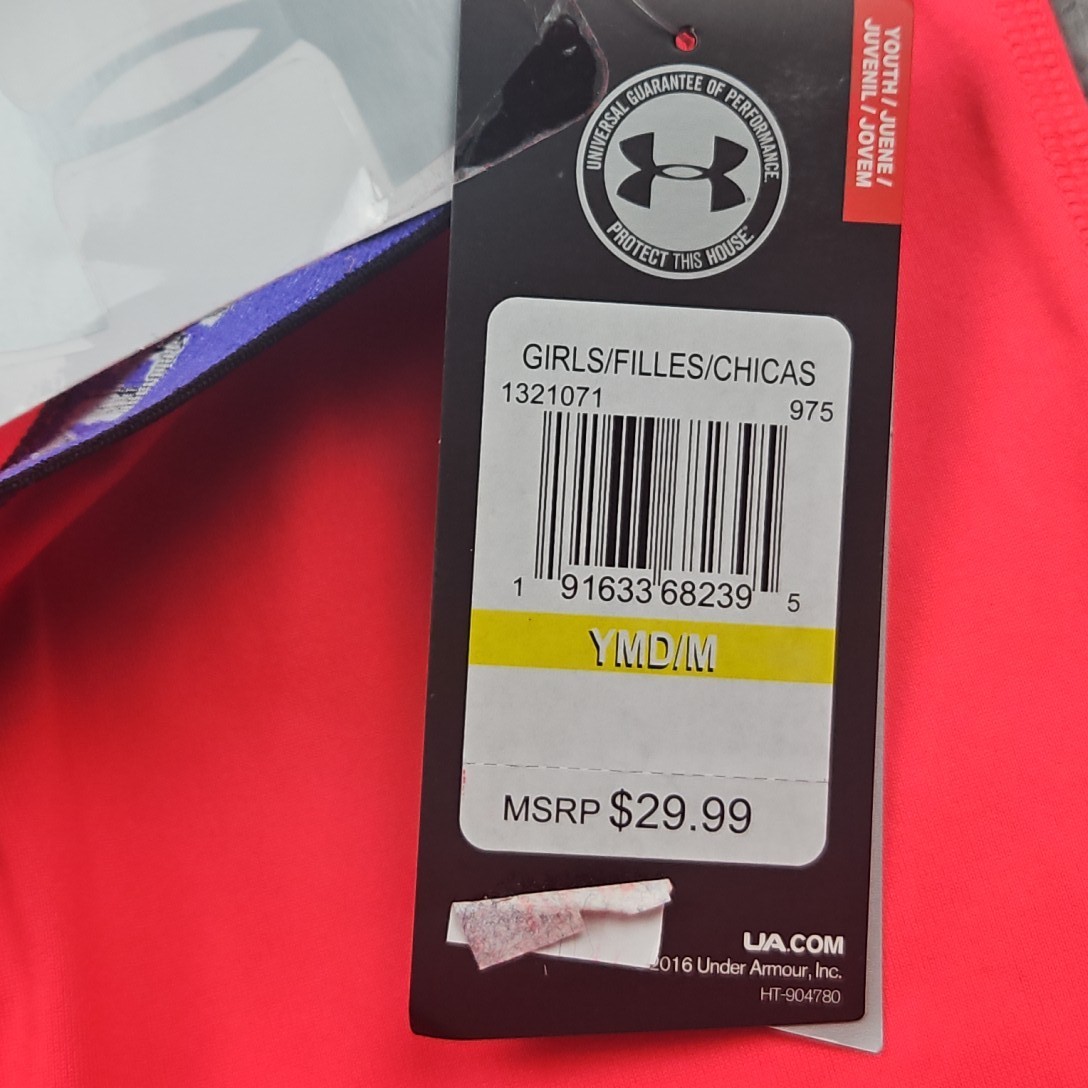 UNIVERSAL GUARANTEE OF PERFORMANCE.
PROTECT THIS HOUSE.
YOUTH / JUENE /
JUVENIL / JOVEM
GIRLS/FILLES/CHICAS
1321071 975
1 91633 68239 5
YMD/M
MSRP $29.99
UA.COM
2016 Under Armour, Inc.
HT-904780